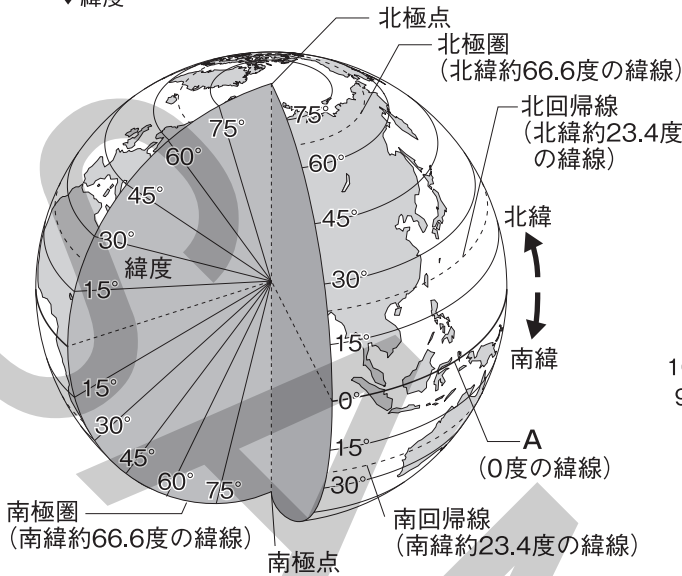 緯度
北極点
北極圏
(北緯約66.6度の緯線)
北回帰線
(北緯約23.4度
の緯線)
北緯
南緯
75°
60°
45°
30°
緯度
15°
15°
30°
45°
60°
75°
75°
60°
45°
30°
15°
0°
15°
30°
A
(0度の緯線)
南極圏
(南緯約66.6度の緯線)
南極点
南回帰線
(南緯約23.4度の緯線)